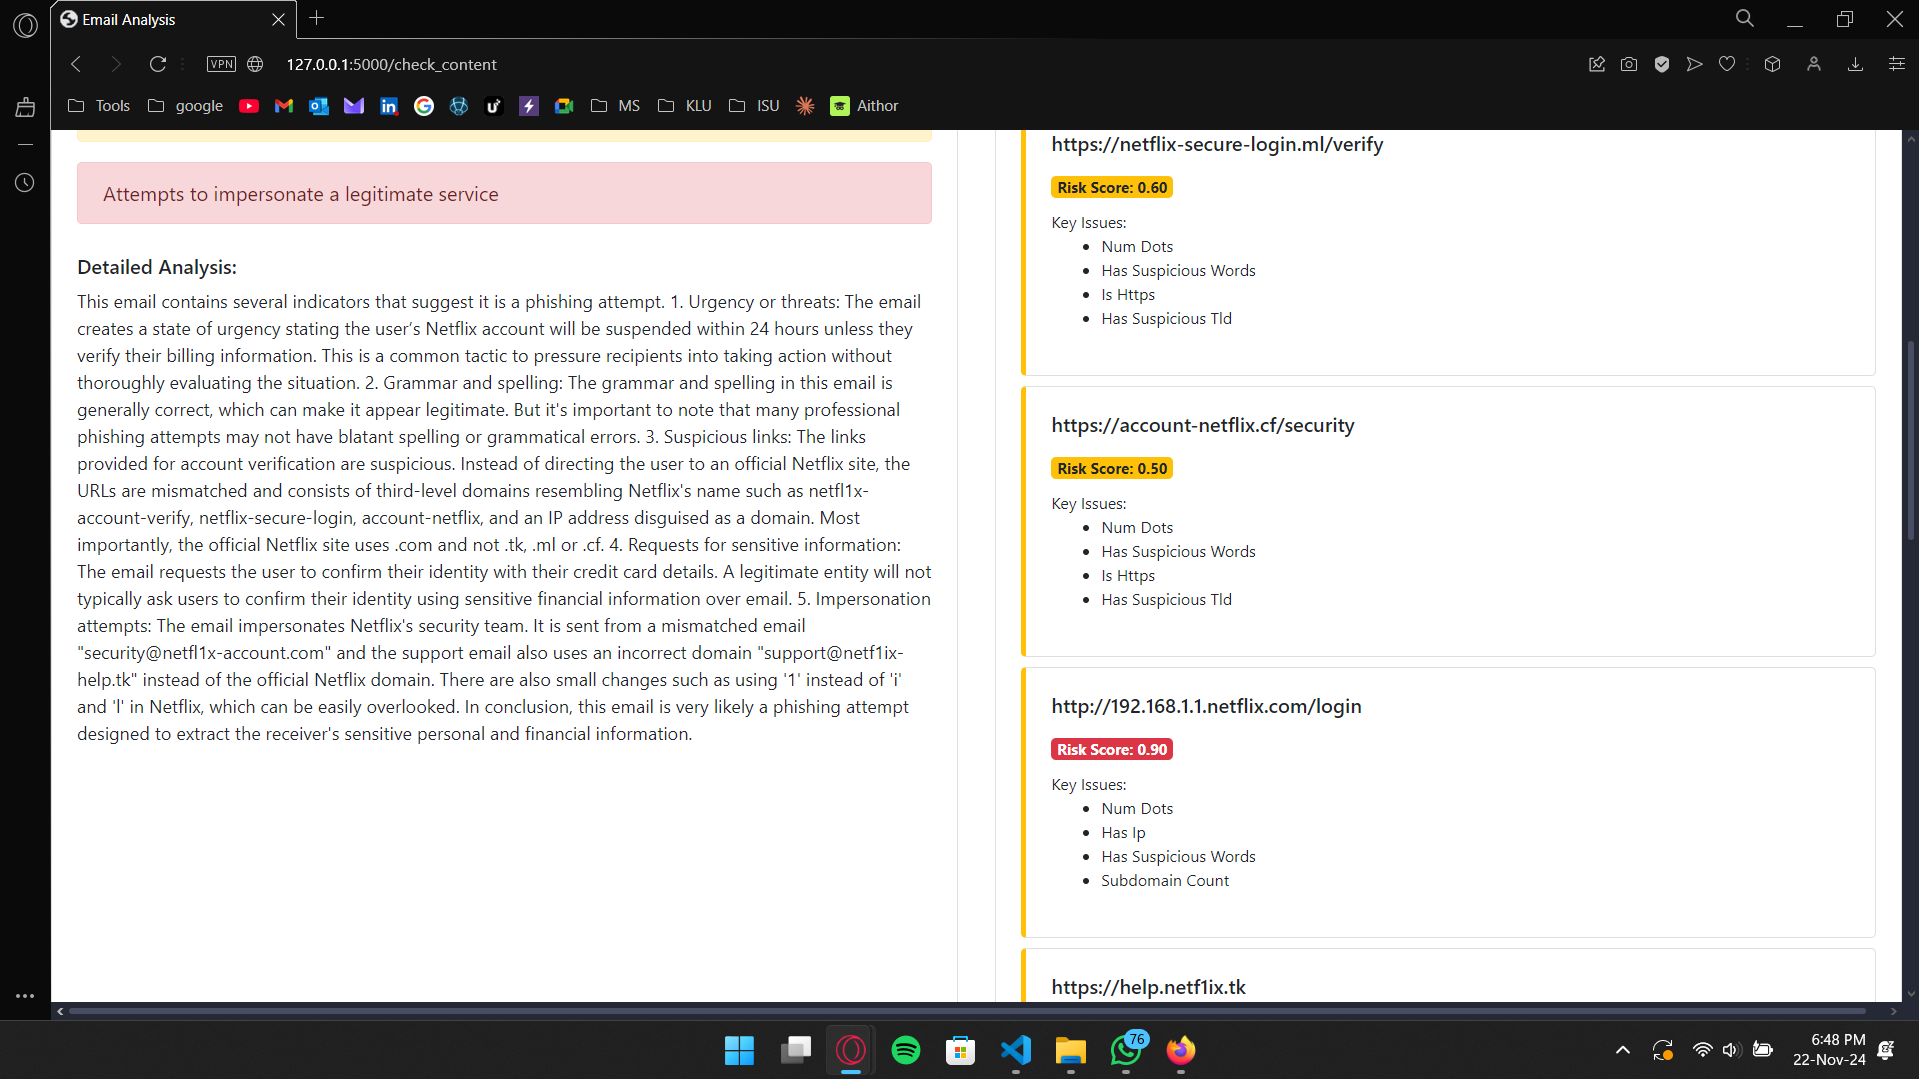 Email Analysis
VPN
127.0.0.1:5000/check_content
Tools
google
MS
KLU
ISU
Aithor
Attempts to impersonate a legitimate service
Detailed Analysis:
This email contains several indicators that suggest it is a phishing attempt. 1. Urgency or threats: The email
creates a state of urgency stating the user’s Netflix account will be suspended within 24 hours unless they
verify their billing information. This is a common tactic to pressure recipients into taking action without
thoroughly evaluating the situation. 2. Grammar and spelling: The grammar and spelling in this email is
generally correct, which can make it appear legitimate. But it's important to note that many professional
phishing attempts may not have blatant spelling or grammatical errors. 3. Suspicious links: The links
provided for account verification are suspicious. Instead of directing the user to an official Netflix site, the
URLs are mismatched and consists of third-level domains resembling Netflix's name such as netfl1x-
account-verify, netflix-secure-login, account-netflix, and an IP address disguised as a domain. Most
importantly, the official Netflix site uses .com and not .tk, .ml or .cf. 4. Requests for sensitive information:
The email requests the user to confirm their identity with their credit card details. A legitimate entity will not
typically ask users to confirm their identity using sensitive financial information over email. 5. Impersonation
attempts: The email impersonates Netflix's security team. It is sent from a mismatched email
"security@netfl1x-account.com" and the support email also uses an incorrect domain "support@netf1ix-
help.tk" instead of the official Netflix domain. There are also small changes such as using '1' instead of 'i'
and 'l' in Netflix, which can be easily overlooked. In conclusion, this email is very likely a phishing attempt
designed to extract the receiver's sensitive personal and financial information.
https://netflix-secure-login.ml/verify
Risk Score: 0.60
Key Issues:
Num Dots
Has Suspicious Words
Is Https
Has Suspicious Tld
https://account-netflix.cf/security
Risk Score: 0.50
Key Issues:
Num Dots
Has Suspicious Words
Is Https
Has Suspicious Tld
http://192.168.1.1.netflix.com/login
Risk Score: 0.90
Key Issues:
Num Dots
Has Ip
Has Suspicious Words
Subdomain Count
https://help.netf1ix.tk
76
6:48 PM
22-Nov-24